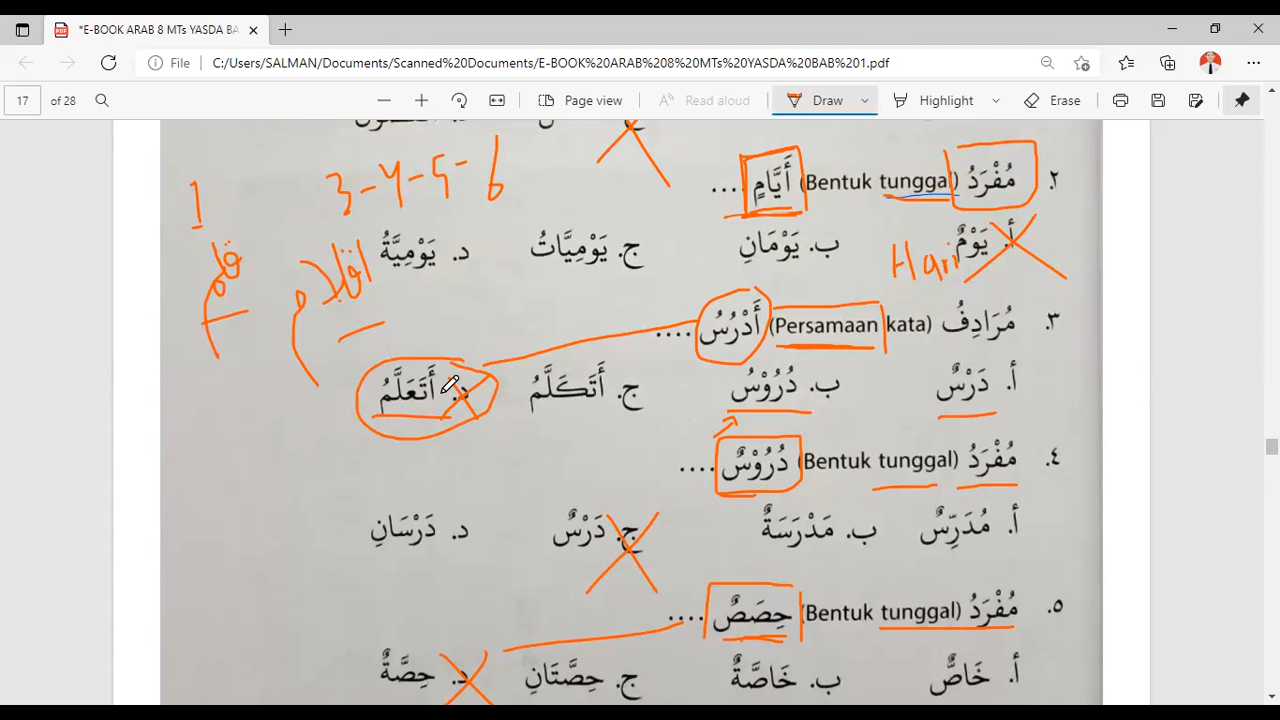 *E-BOOK ARAB 8 MTs YASDA BA
File C:/Users/SALMAN/Documents/Scanned%20Documents/E-BOOK%20ARAB%208%20MTs%20YASDA%20BAB%201.pdf
17 of 28 Page view Read aloud Draw Highlight Erase
1
3-4-5-6
قلم
اقلام
٢. مُفْرَدُ (Bentuk tunggal) أَيَّامٍ ....
أ. يَوْمٌ ب. يَوْمَانِ ج. يَوْمِيَّاتُ د. يَوْمِيَّةُ
Hari
٣. مُرَادِفُ (Persamaan kata) أَدْرُسُ ....
أ. دَرْسٌ ب. دُرُوْسٌ ج. أَتَكَلَّمُ د. أَتَعَلَّمُ
٤. مُفْرَدُ (Bentuk tunggal) دُرُوْسٌ ....
أ. مُدَرِّسٌ ب. مَدْرَسَةٌ ج. دَرْسٌ د. دَرْسَانِ
٥. مُفْرَدُ (Bentuk tunggal) حِصَصٌ ....
أ. خَاصٌّ ب. خَاصَّةٌ ج. حِصَّتَانِ د. حِصَّةٌ